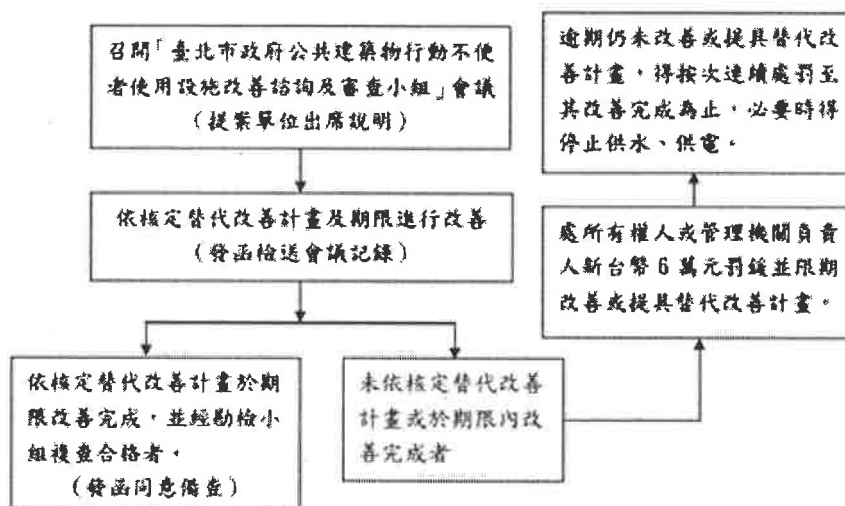 召開「臺北市政府公共建築物行動不便
者使用設施改善諮詢及審查小組」會議
（提案單位出席說明）
依核定替代改善計畫及期限進行改善
（發函檢送會議記錄）
依核定替代改善計畫於期
限改善完成，並經勘檢小
組複查合格者。
（發函同意備查）
未依核定替代改善
計畫或於期限內改
善完成者
處所有權人或管理機關負責
人新台幣6萬元罰鍰並限期
改善或提具替代改善計畫。
逾期仍未改善或提具替代改
善計畫，得按次連續處罰至
其改善完成為止，必要時得
停止供水、供電。